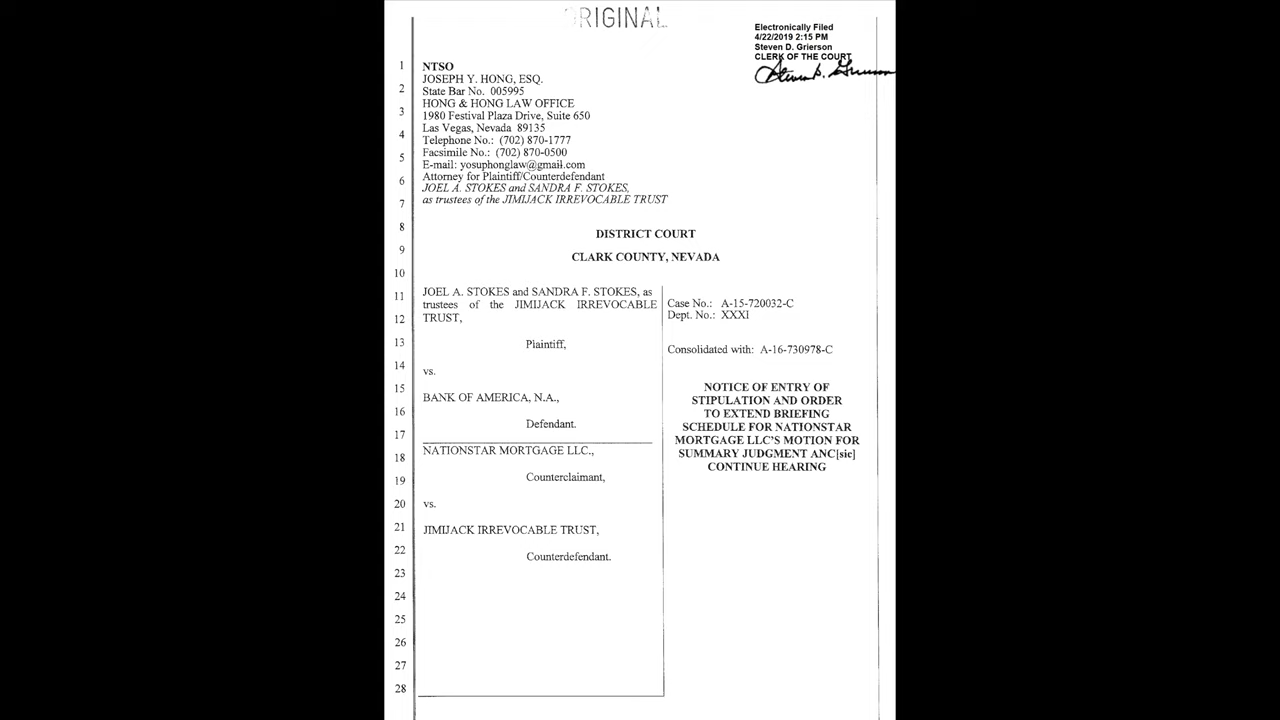 ORIGINAL
Electronically Filed
4/22/2019 2:15 PM
Steven D. Grierson
CLERK OF THE COURT
1
NTSO
JOSEPH Y. HONG, ESQ.
2
State Bar No. 005995
HONG & HONG LAW OFFICE
3
1980 Festival Plaza Drive, Suite 650
Las Vegas, Nevada 89135
4
Telephone No.: (702) 870-1777
Facsimile No.: (702) 870-0500
5
E-mail: yosuphonglaw@gmail.com
Attorney for Plaintiff/Counterdefendant
6
JOEL A. STOKES and SANDRA F. STOKES,
as trustees of the JIMIJACK IRREVOCABLE TRUST
7
8
DISTRICT COURT
9
CLARK COUNTY, NEVADA
10
11
JOEL A. STOKES and SANDRA F. STOKES, as
trustees of the JIMIJACK IRREVOCABLE
12
TRUST,
13
Plaintiff,
14
vs.
15
BANK OF AMERICA, N.A.,
16
Defendant.
17
18
NATIONSTAR MORTGAGE LLC.,
19
Counterclaimant,
20
vs.
21
JIMIJACK IRREVOCABLE TRUST,
22
Counterdefendant.
23
24
25
26
27
28
Case No.: A-15-720032-C
Dept. No.: XXXI
Consolidated with: A-16-730978-C
NOTICE OF ENTRY OF
STIPULATION AND ORDER
TO EXTEND BRIEFING
SCHEDULE FOR NATIONSTAR
MORTGAGE LLC'S MOTION FOR
SUMMARY JUDGMENT ANC[sic]
CONTINUE HEARING